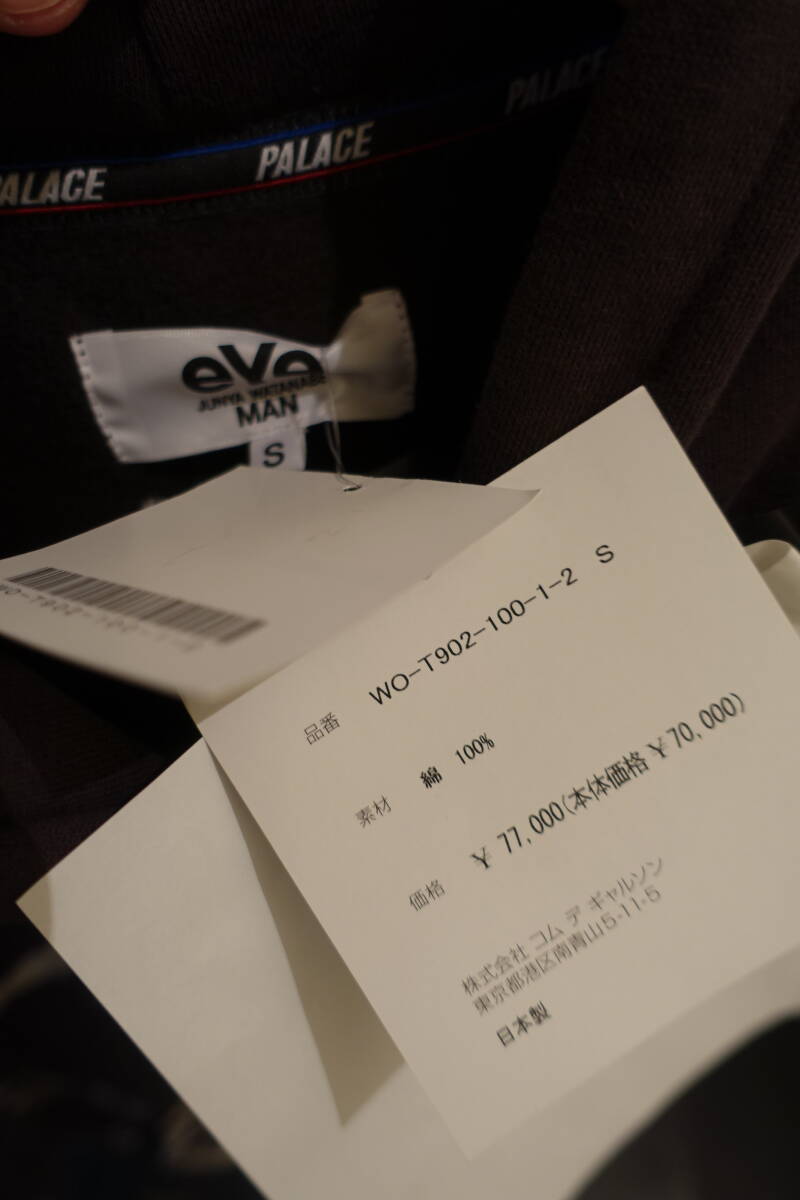 PALACE
PALACE
PALACE
eYe
JUNYA WATANABE
MAN
S
WO-T902-100-1-2
品番 WO-T902-100-1-2 S
素材 綿 100%
価格 ¥ 77,000(本体価格 ¥70,000)
株式会社 コム デ ギャルソン
東京都港区南青山5-11-5
日本製